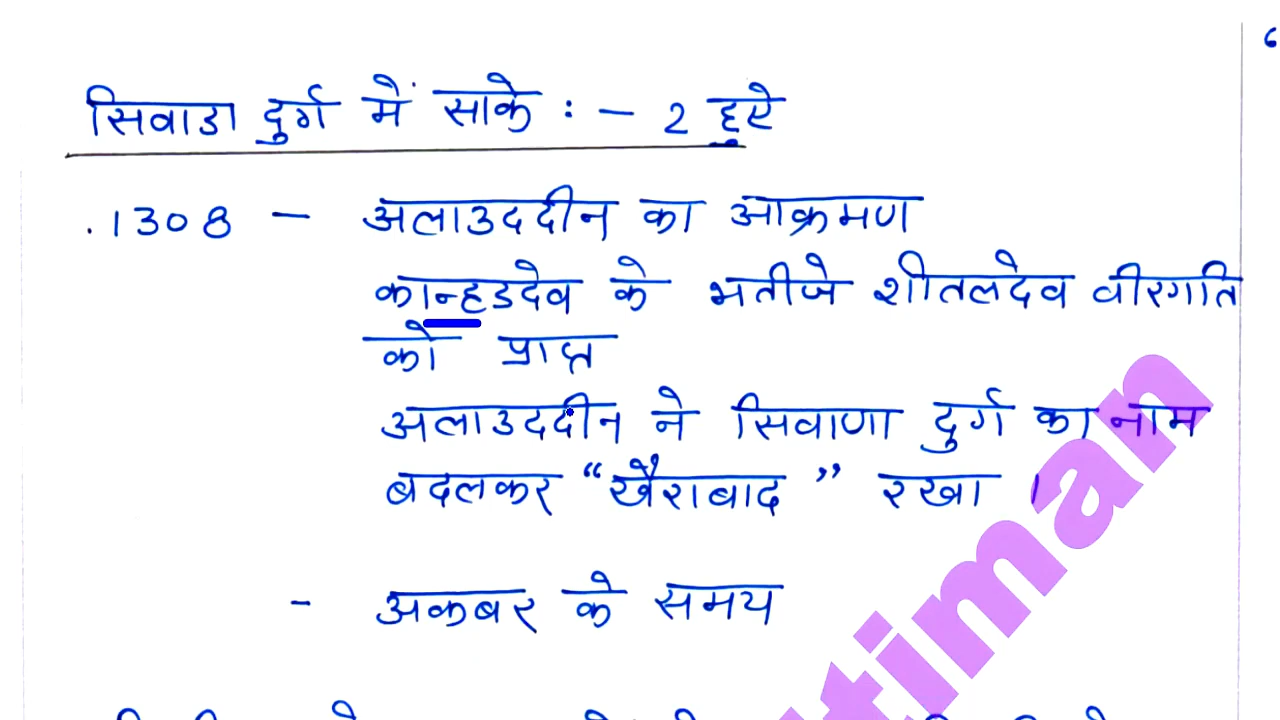 सिवाडा दुर्ग में साके : - 2 हुऐ
.1308 - अलाउददीन का आक्रमण
कान्हडदेव के भतीजे शीतलदेव वीरगति
को प्राप्त
अलाउददीन ने सिवाणा दुर्ग का नाम
बदलकर “खैराबाद” रखा ।
- अकबर के समय